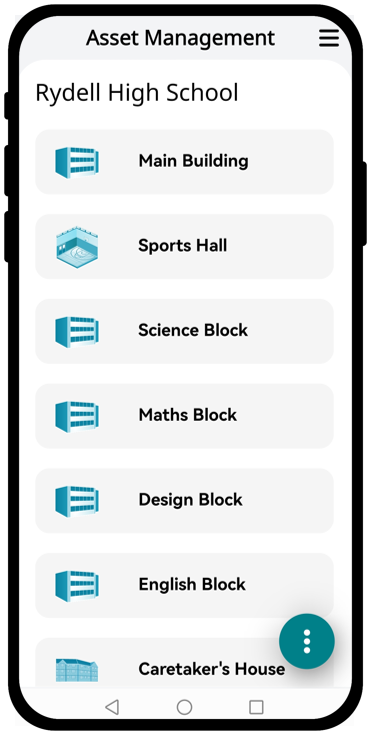 Asset Management
Rydell High School
Main Building
Sports Hall
Science Block
Maths Block
Design Block
English Block
Caretaker's House